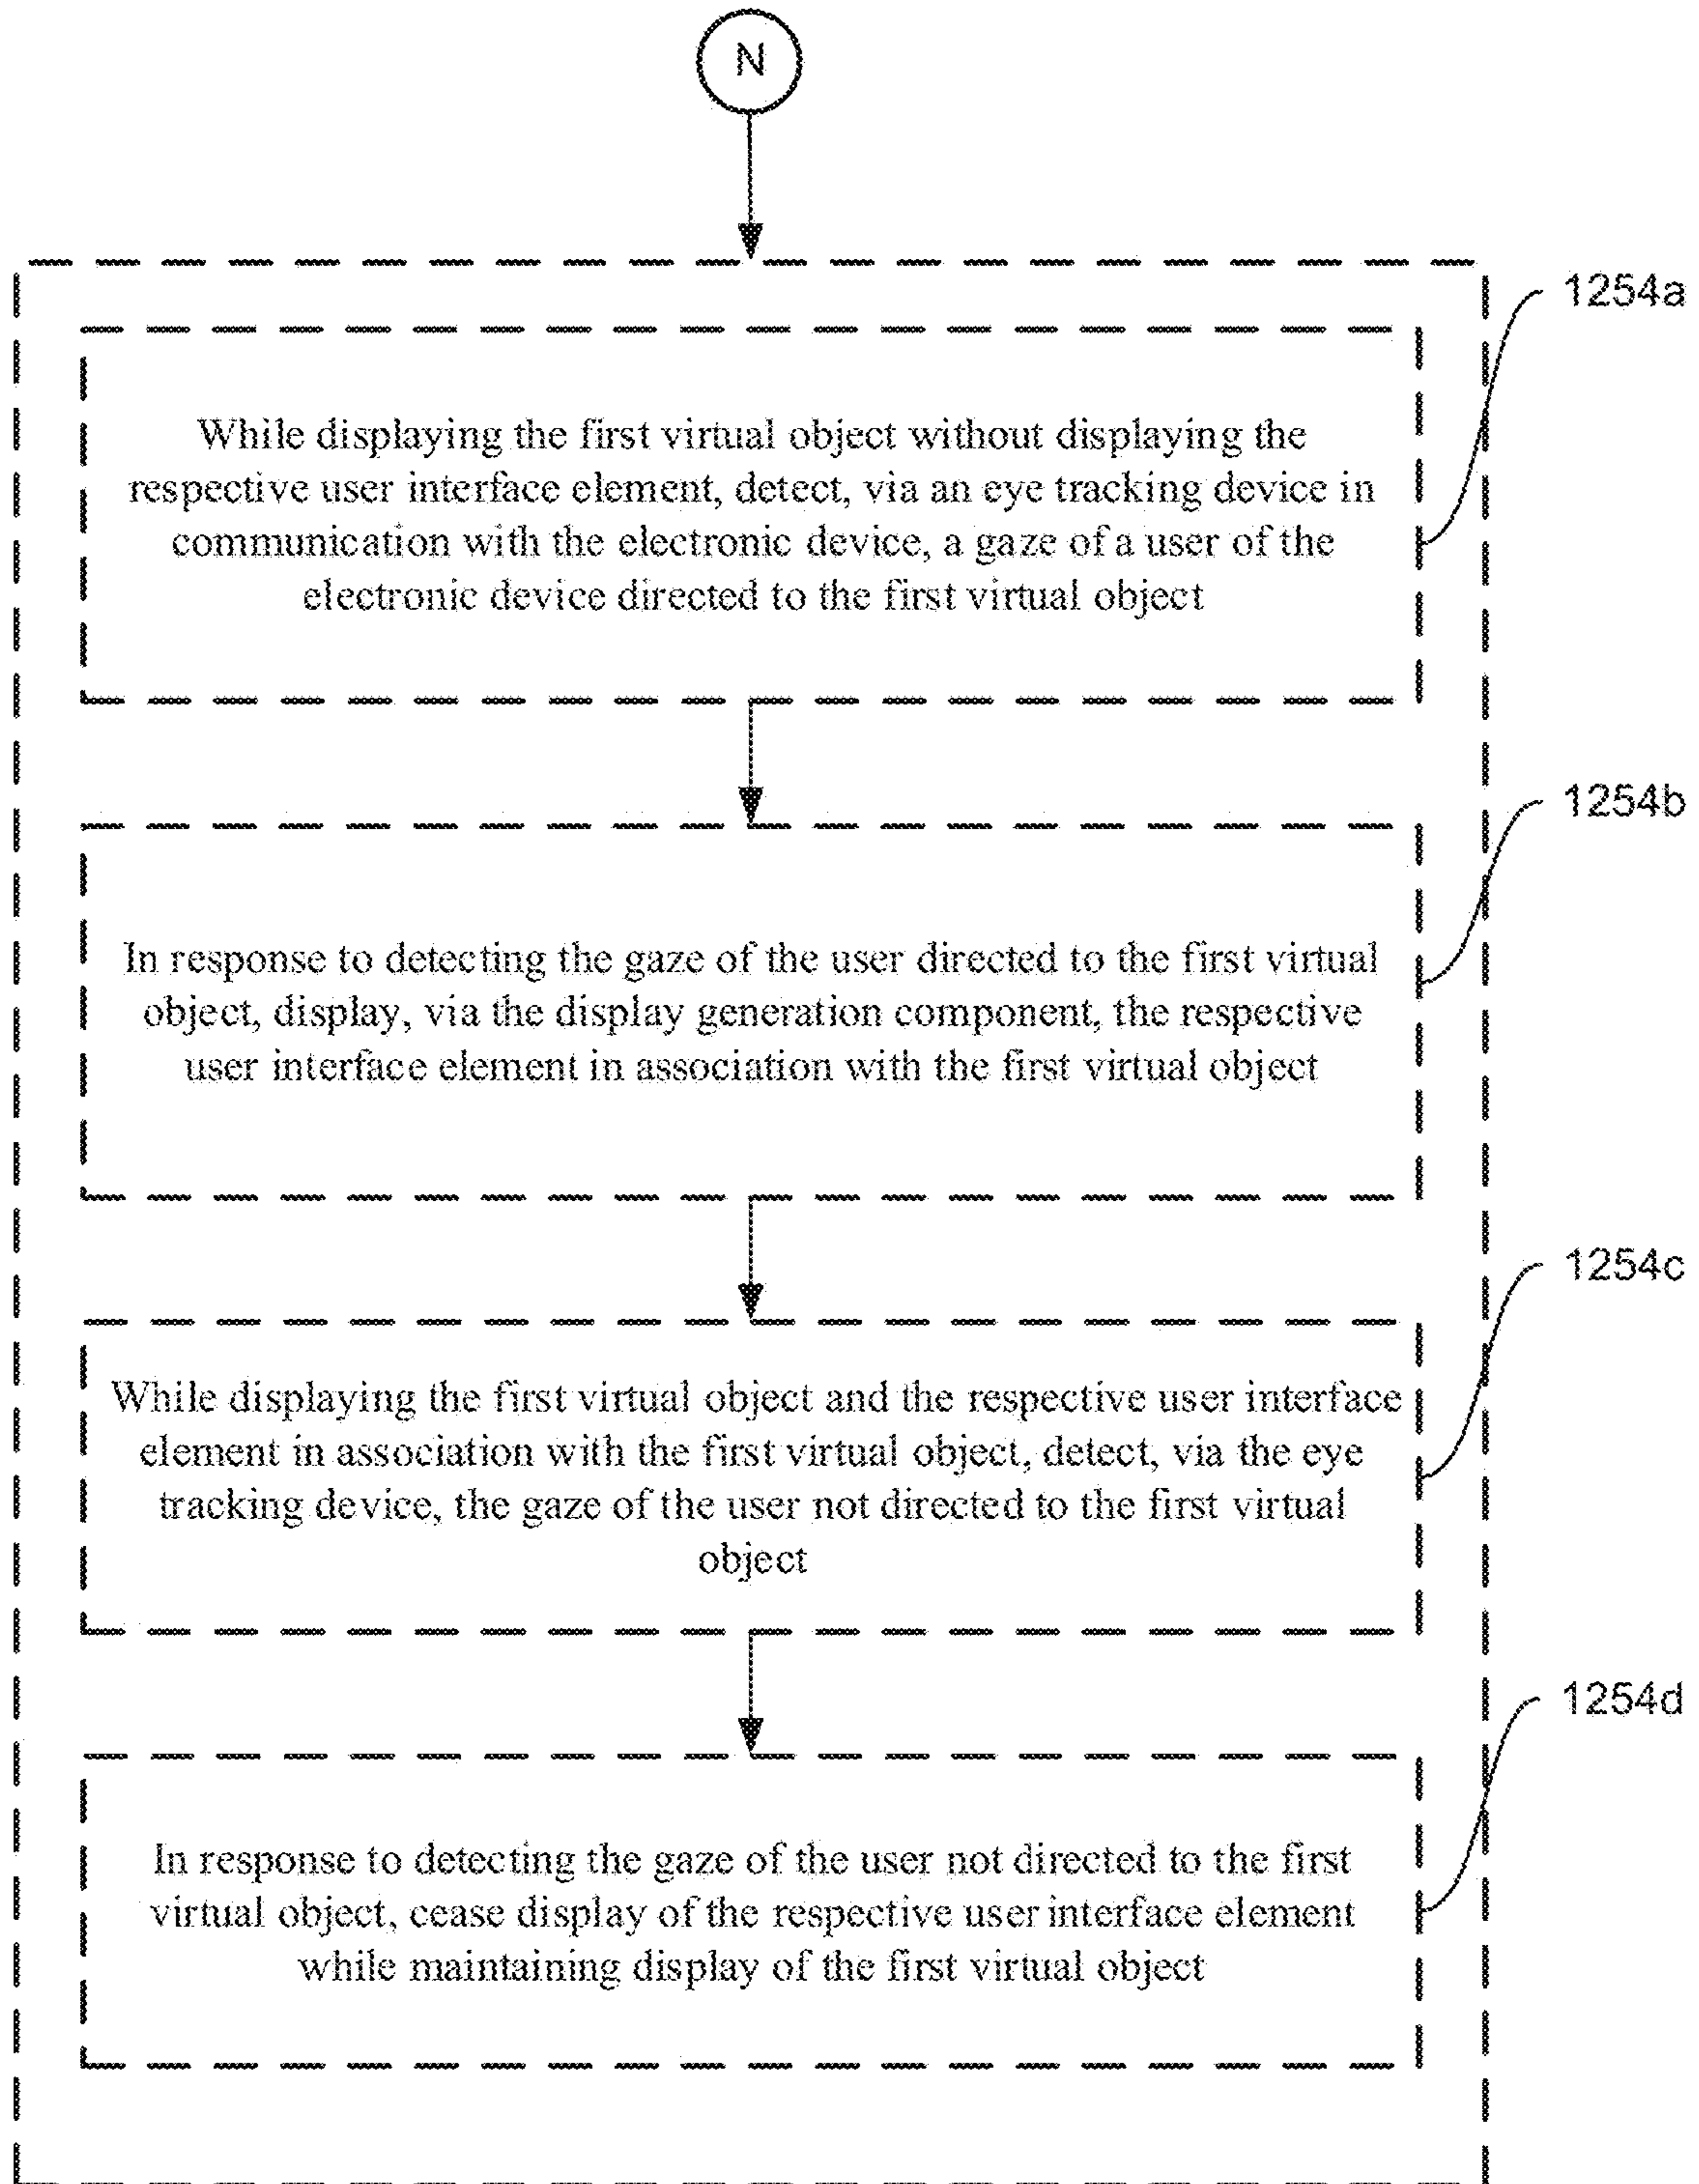 N
1254a
While displaying the first virtual object without displaying the
respective user interface element, detect, via an eye tracking device in
communication with the electronic device, a gaze of a user of the
electronic device directed to the first virtual object
1254b
In response to detecting the gaze of the user directed to the first virtual
object, display, via the display generation component, the respective
user interface element in association with the first virtual object
1254c
While displaying the first virtual object and the respective user interface
element in association with the first virtual object, detect, via the eye
tracking device, the gaze of the user not directed to the first virtual
object
1254d
In response to detecting the gaze of the user not directed to the first
virtual object, cease display of the respective user interface element
while maintaining display of the first virtual object